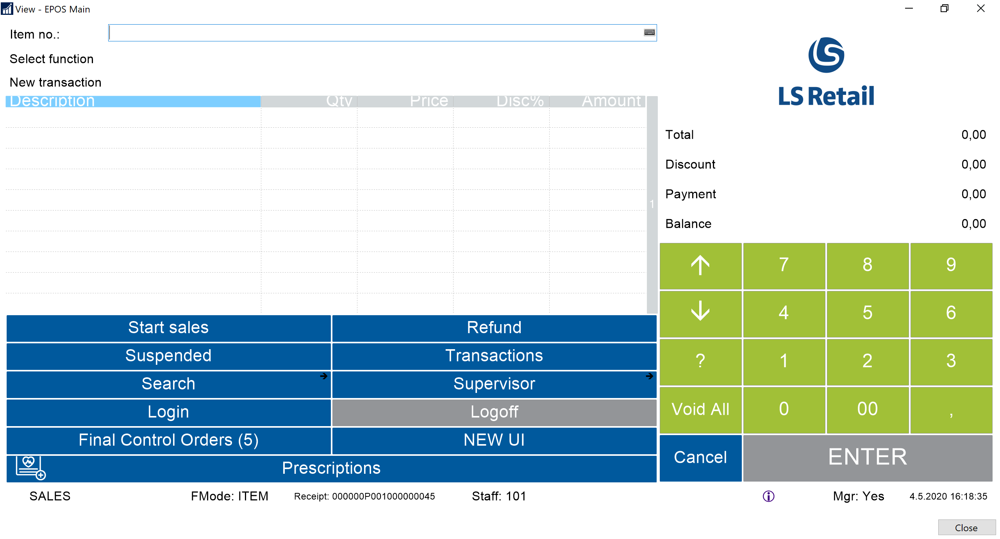 View - EPOS Main
Item no.:
Select function
New transaction
Description Qty Price Disc% Amount
1
LS Retail
Total 0,00
Discount 0,00
Payment 0,00
Balance 0,00
7 8 9
4 5 6
? 1 2 3
Void All 0 00 ,
Cancel ENTER
Start sales Refund
Suspended Transactions
Search Supervisor
Login Logoff
Final Control Orders (5) NEW UI
Prescriptions
SALES FMode: ITEM Receipt: 000000P001000000045 Staff: 101 Mgr: Yes 4.5.2020 16:18:35
Close